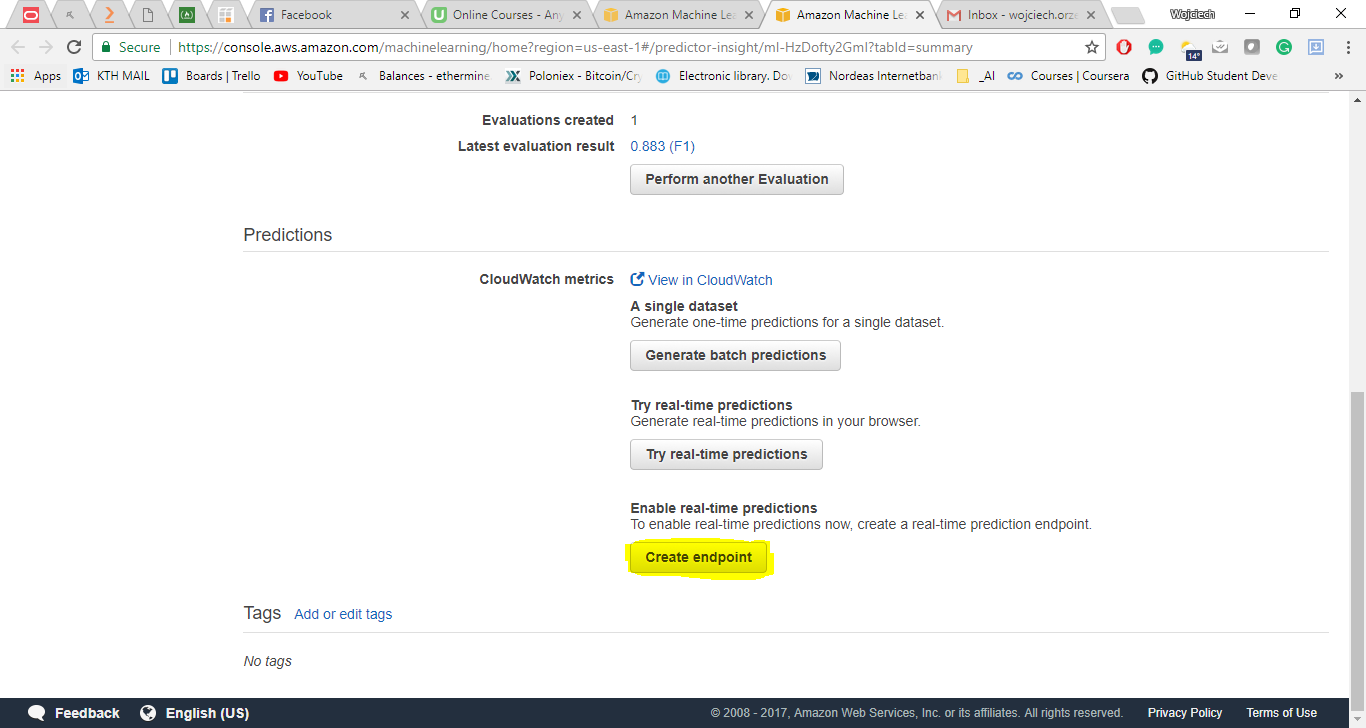 Facebook
Online Courses - Any
Amazon Machine Le
Amazon Machine Le
Inbox - wojciech.orze
Wojciech
Secure
https://console.aws.amazon.com/machinelearning/home?region=us-east-1#/predictor-insight/ml-HzDofty2GmI?tabId=summary
14°
Apps
KTH MAIL
Boards | Trello
YouTube
Balances - ethermine.
Poloniex - Bitcoin/Cry
Electronic library. Do
Nordeas Internetban
_AI
Courses | Coursera
GitHub Student Deve
»
Evaluations created 1
Latest evaluation result 0.883 (F1)
Perform another Evaluation
Predictions
CloudWatch metrics View in CloudWatch
A single dataset
Generate one-time predictions for a single dataset.
Generate batch predictions
Try real-time predictions
Generate real-time predictions in your browser.
Try real-time predictions
Enable real-time predictions
To enable real-time predictions now, create a real-time prediction endpoint.
Create endpoint
Tags Add or edit tags
No tags
Feedback English (US) © 2008 - 2017, Amazon Web Services, Inc. or its affiliates. All rights reserved. Privacy Policy Terms of Use